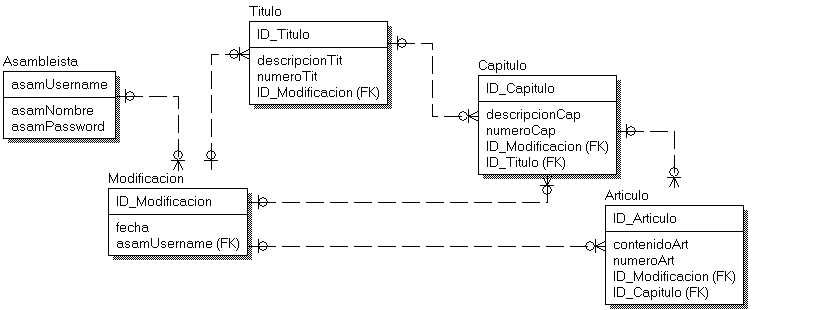 Titulo
ID_Titulo
descripcionTit
numeroTit
ID_Modificacion (FK)
Asambleista
asamUsername
asamNombre
asamPassword
Capitulo
ID_Capitulo
descripcionCap
numeroCap
ID_Modificacion (FK)
ID_Titulo (FK)
Modificacion
ID_Modificacion
fecha
asamUsername (FK)
Articulo
ID_Articulo
contenidoArt
numeroArt
ID_Modificacion (FK)
ID_Capitulo (FK)